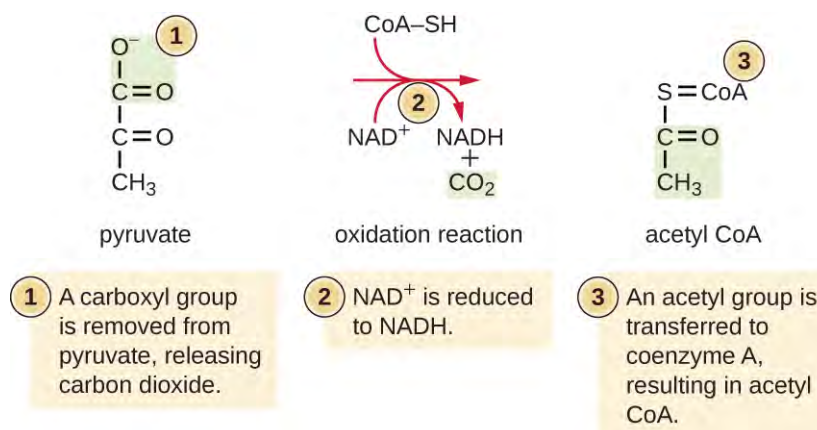 O⁻
1
C=O
C=O
CH₃
pyruvate
CoA–SH
2
NAD⁺ NADH
+
CO₂
oxidation reaction
3
S=CoA
C=O
CH₃
acetyl CoA
1 A carboxyl group
is removed from
pyruvate, releasing
carbon dioxide.
2 NAD⁺ is reduced
to NADH.
3 An acetyl group is
transferred to
coenzyme A,
resulting in acetyl
CoA.